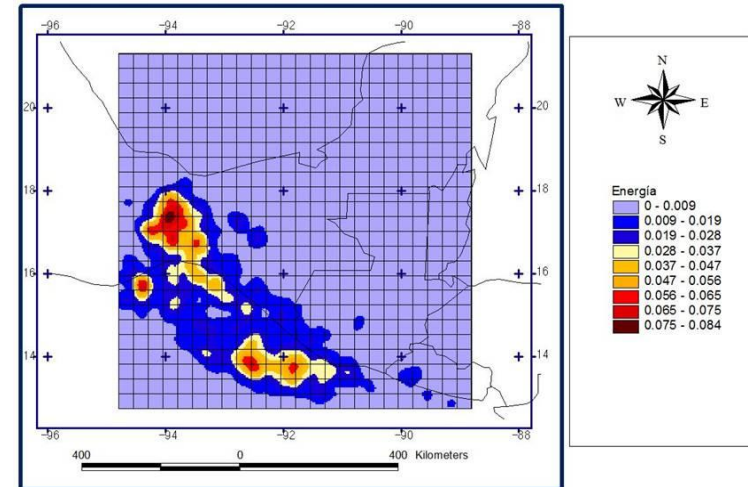 -96 -94 -92 -90 -88
20 20
18 18
16 16
14 14
-96 -94 -92 -90 -88
400 0 400 Kilometers
N
W E
S
Energía
0 - 0.009
0.009 - 0.019
0.019 - 0.028
0.028 - 0.037
0.037 - 0.047
0.047 - 0.056
0.056 - 0.065
0.065 - 0.075
0.075 - 0.084